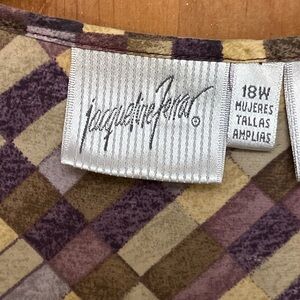 jacqueline Ferrar ®
18W
MUJERES
TALLAS
AMPLIAS